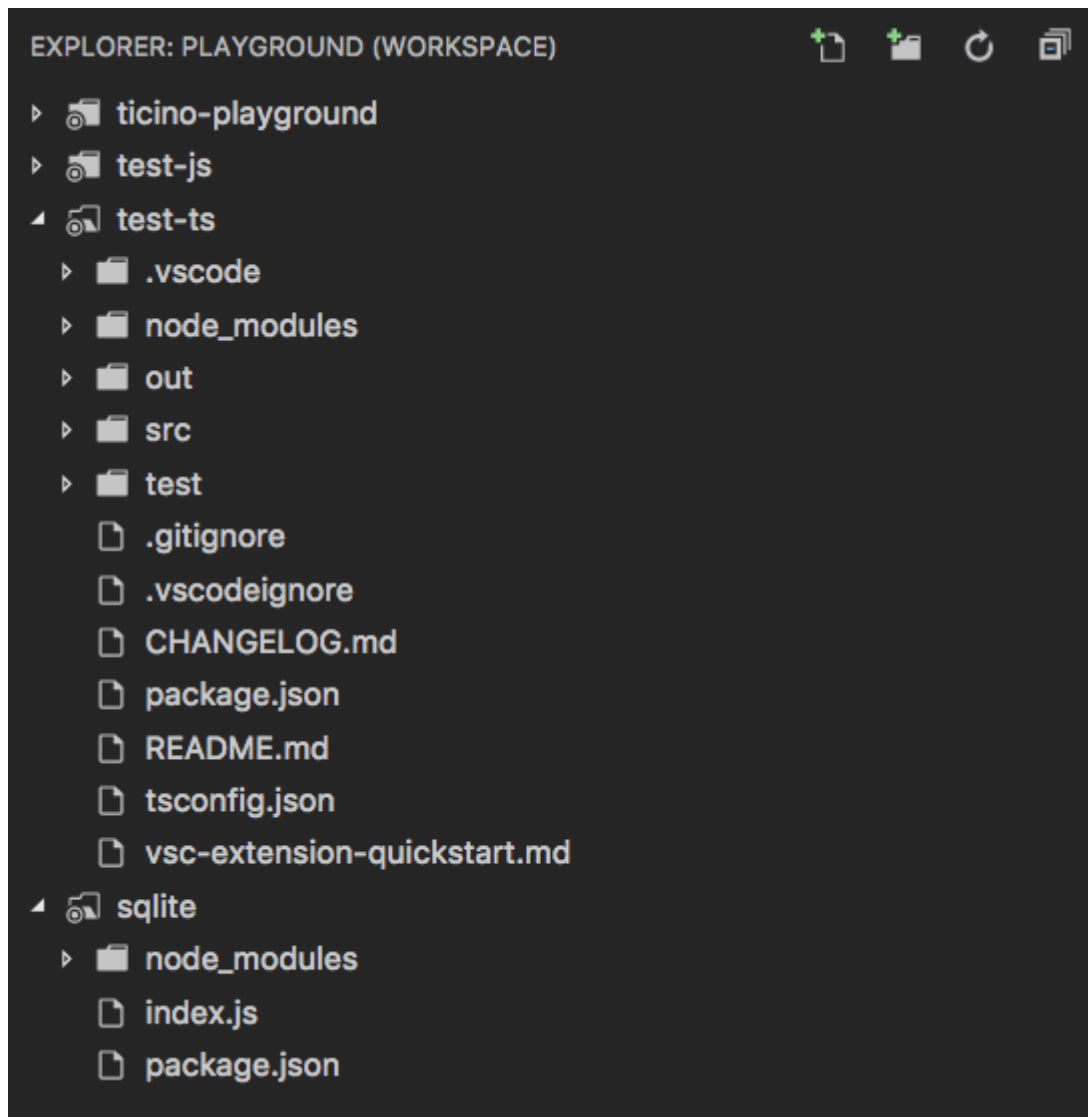 EXPLORER: PLAYGROUND (WORKSPACE)
ticino-playground
test-js
test-ts
.vscode
node_modules
out
src
test
.gitignore
.vscodeignore
CHANGELOG.md
package.json
README.md
tsconfig.json
vsc-extension-quickstart.md
sqlite
node_modules
index.js
package.json